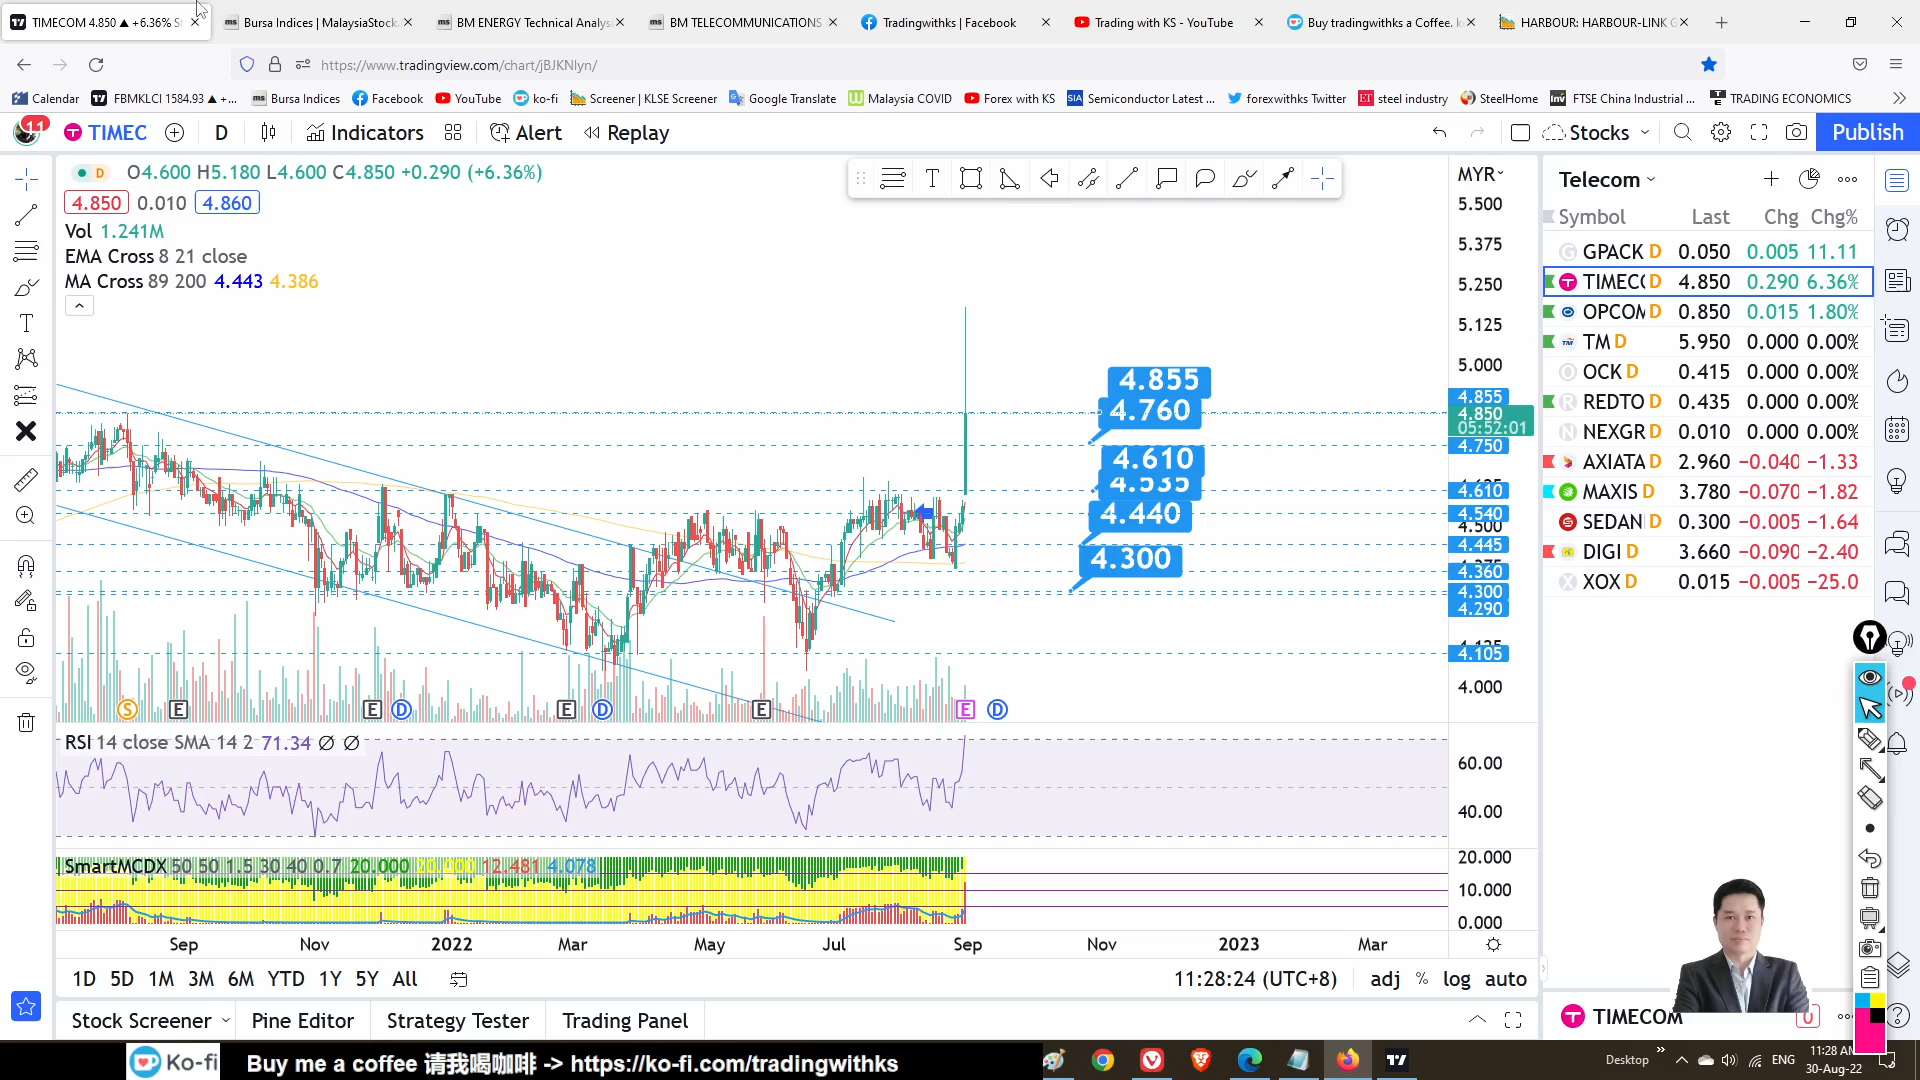 TIMECOM 4.850 ▲ +6.36% S
Bursa Indices | MalaysiaStock.
BM ENERGY Technical Analys
BM TELECOMMUNICATIONS
Tradingwithks | Facebook
Trading with KS - YouTube
Buy tradingwithks a Coffee. k
HARBOUR: HARBOUR-LINK G
https://www.tradingview.com/chart/jBJKNlyn/
Calendar
FBMKLCI 1584.93 ▲ +...
Bursa Indices
Facebook
YouTube
ko-fi
Screener | KLSE Screener
Google Translate
Malaysia COVID
Forex with KS
Semiconductor Latest ...
forexwithks Twitter
steel industry
SteelHome
FTSE China Industrial ...
TRADING ECONOMICS
11
TIMEC
D
Indicators
Alert
Replay
Stocks
Publish
D O4.600 H5.180 L4.600 C4.850 +0.290 (+6.36%)
4.850 0.010 4.860
Vol 1.241M
EMA Cross 8 21 close
MA Cross 89 200 4.443 4.386
4.855
4.760
4.610
4.535
4.440
4.300
MYR
5.500
5.375
5.250
5.125
5.000
4.855
4.850
05:52:01
4.750
4.610
4.540
4.500
4.445
4.360
4.300
4.290
4.105
4.000
S E E D E D E E D
RSI 14 close SMA 14 2 71.34 Ø Ø
60.00
40.00
SmartMCDX 50 50 1.5 30 40 0.7 20.000 20.000 12.481 4.078
20.000
10.000
0.000
Sep Nov 2022 Mar May Jul Sep Nov 2023 Mar
1D 5D 1M 3M 6M YTD 1Y 5Y All
11:28:24 (UTC+8) adj % log auto
Stock Screener
Pine Editor
Strategy Tester
Trading Panel
Telecom
Symbol Last Chg Chg%
GPACK D 0.050 0.005 11.11
TIMEC D 4.850 0.290 6.36%
OPCOM D 0.850 0.015 1.80%
TM D 5.950 0.000 0.00%
OCK D 0.415 0.000 0.00%
REDTO D 0.435 0.000 0.00%
NEXGR D 0.010 0.000 0.00%
AXIATA D 2.960 −0.040 −1.33
MAXIS D 3.780 −0.070 −1.82
SEDANI D 0.300 −0.005 −1.64
DIGI D 3.660 −0.090 −2.40
XOX D 0.015 −0.005 −25.0
TIMECOM
Ko-fi
Buy me a coffee 请我喝咖啡 -> https://ko-fi.com/tradingwithks
Desktop
ENG
11:28 AM
30-Aug-22